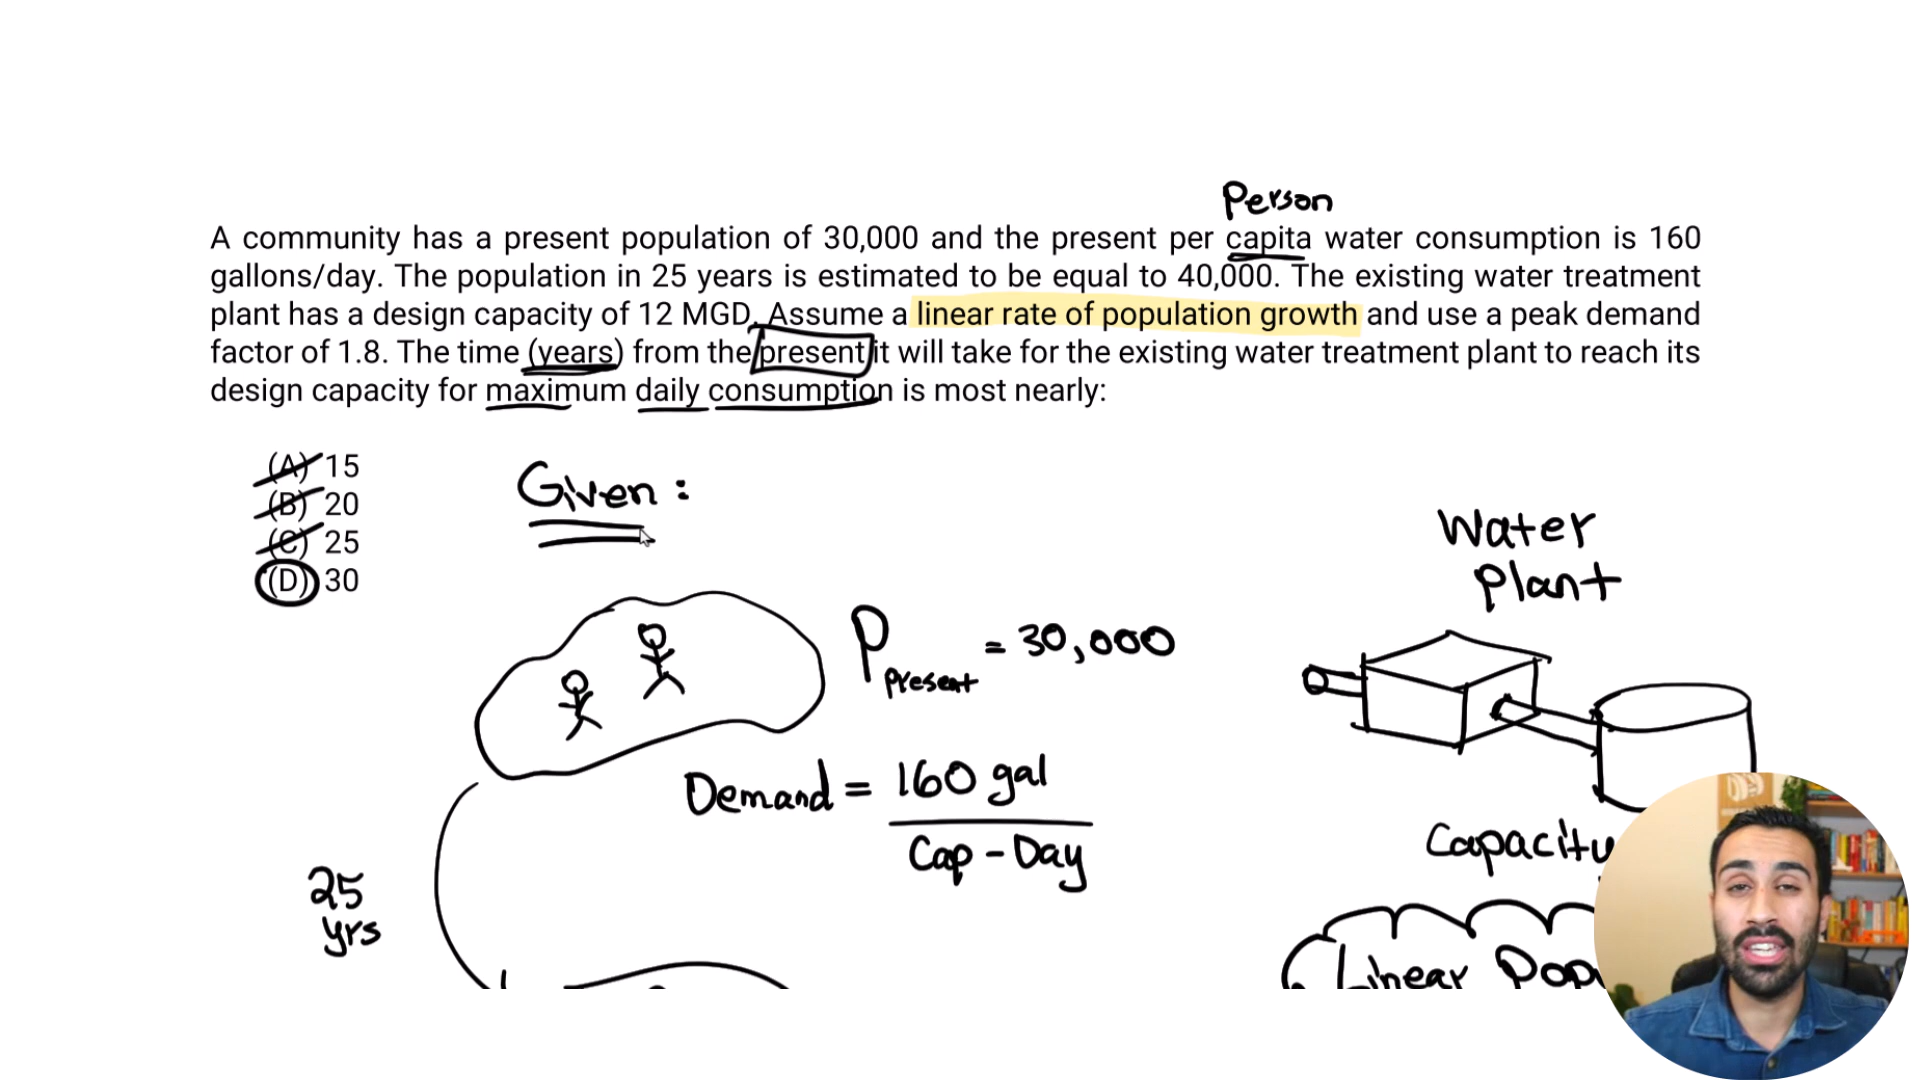 Person
A community has a present population of 30,000 and the present per capita water consumption is 160
gallons/day. The population in 25 years is estimated to be equal to 40,000. The existing water treatment
plant has a design capacity of 12 MGD. Assume a linear rate of population growth and use a peak demand
factor of 1.8. The time (years) from the present it will take for the existing water treatment plant to reach its
design capacity for maximum daily consumption is most nearly:
(A) 15
(B) 20
(C) 25
(D) 30
Given:
Water
Plant
P present = 30,000
Demand = 160 gal
Cap - Day
Capacity
25
yrs
Linear